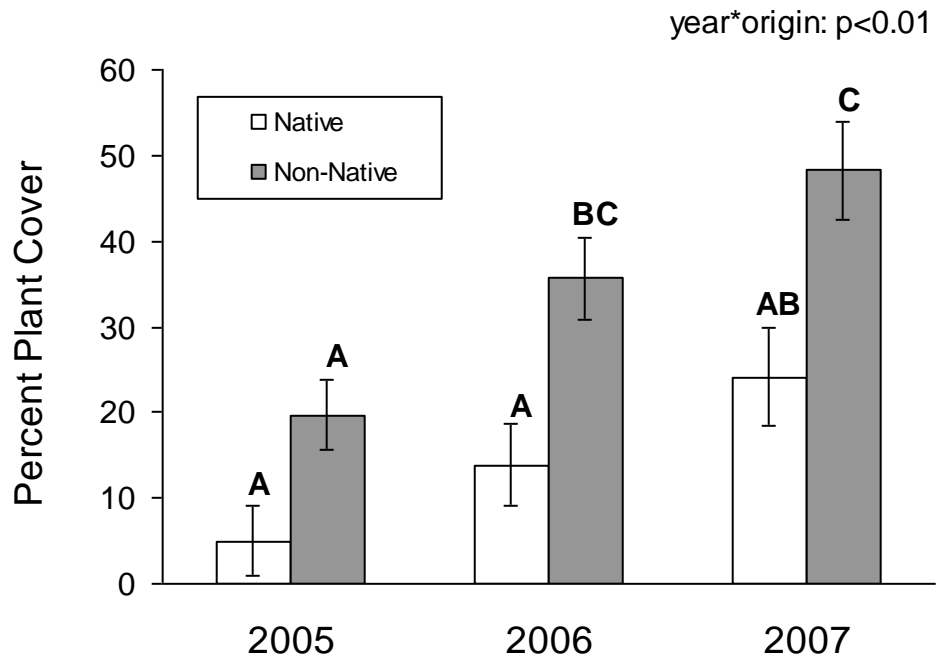 year*origin: p<0.01
Percent Plant Cover
60
50
40
30
20
10
0
Native
Non-Native
A
A
A
BC
AB
C
2005
2006
2007